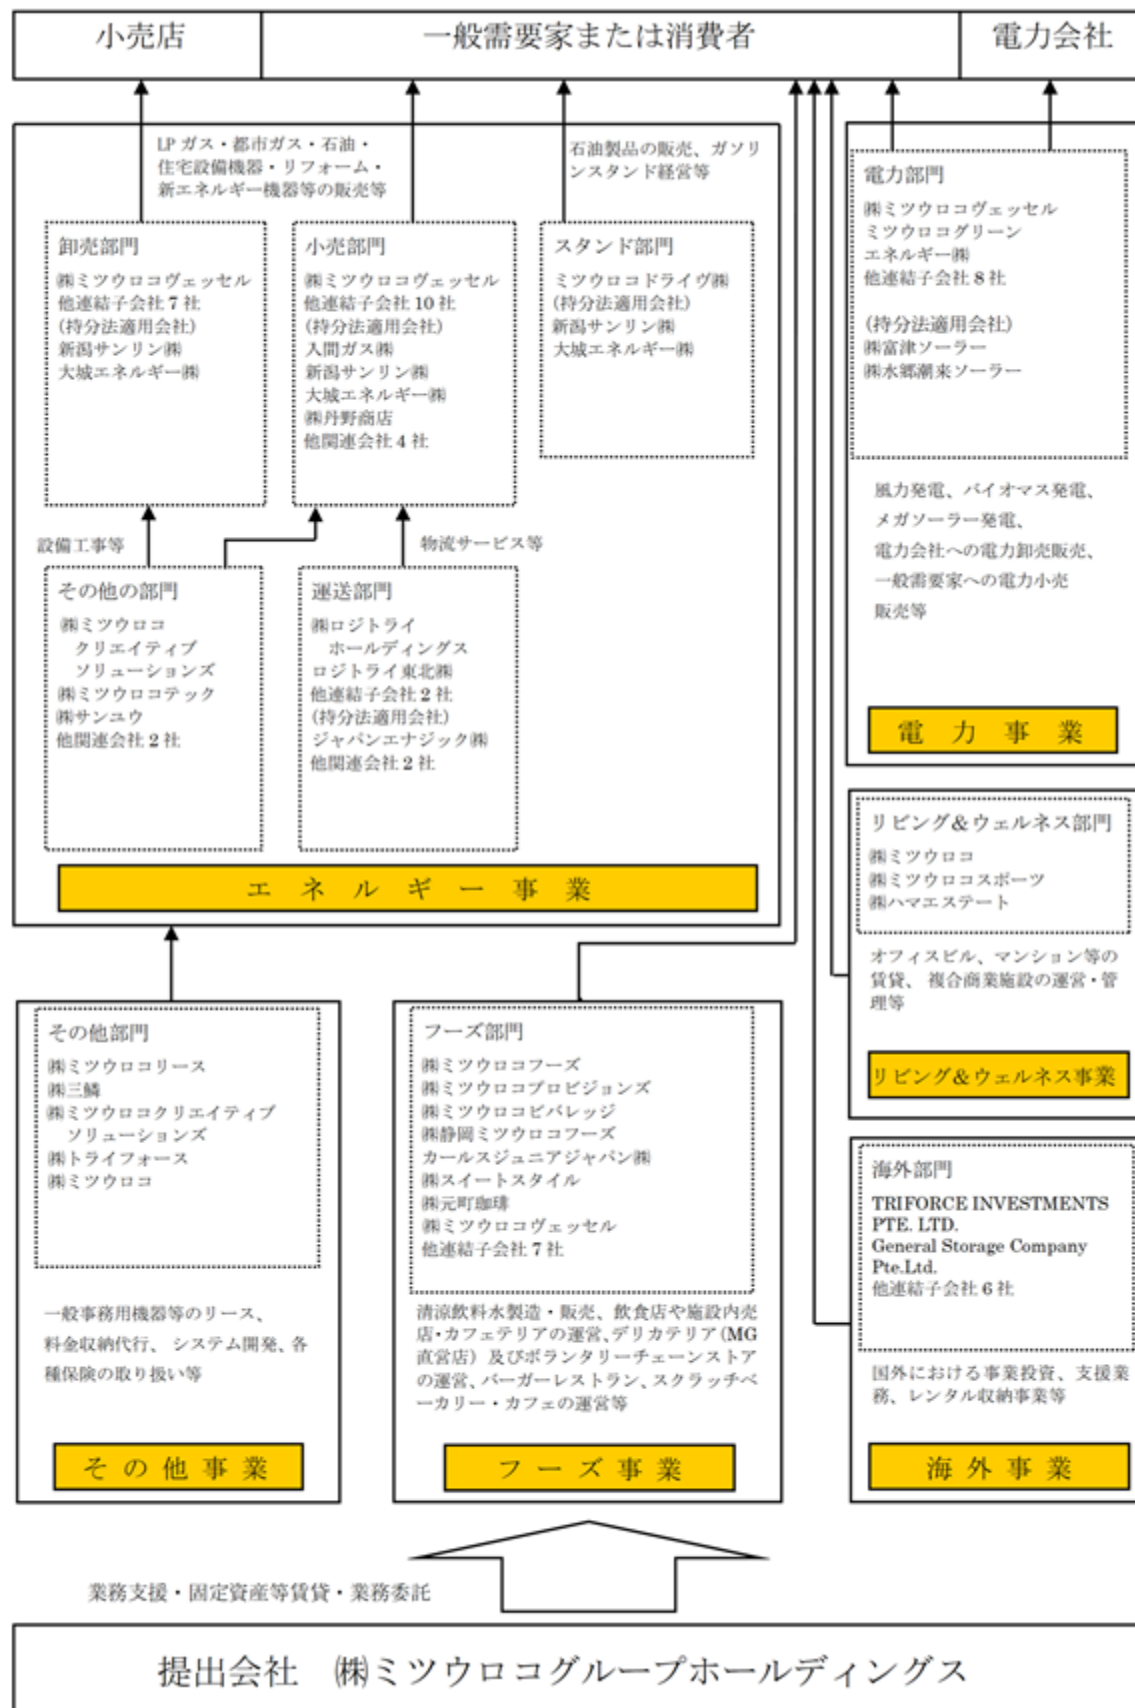 小売店
一般需要家または消費者
電力会社
LP ガス・都市ガス・石油・
住宅設備機器・リフォーム・
新エネルギー機器等の販売等
石油製品の販売、ガソリ
ンスタンド経営等
卸売部門
㈱ミツウロコヴェッセル
他連結子会社 7 社
(持分法適用会社)
新潟サンリン㈱
大城エネルギー㈱
小売部門
㈱ミツウロコヴェッセル
他連結子会社 10 社
(持分法適用会社)
入間ガス㈱
新潟サンリン㈱
大城エネルギー㈱
㈱丹野商店
他関連会社 4 社
スタンド部門
ミツウロコドライヴ㈱
(持分法適用会社)
新潟サンリン㈱
大城エネルギー㈱
設備工事等
物流サービス等
その他の部門
㈱ミツウロコ
クリエイティブ
ソリューションズ
㈱ミツウロコテック
㈱サンユウ
他関連会社 2 社
運送部門
㈱ロジトライ
ホールディングス
ロジトライ東北㈱
他連結子会社 2 社
(持分法適用会社)
ジャパンエナジック㈱
他関連会社 2 社
エネルギー事業
電力部門
㈱ミツウロコヴェッセル
ミツウロコグリーン
エネルギー㈱
他連結子会社 8 社
(持分法適用会社)
㈱富津ソーラー
㈱水郷潮来ソーラー
風力発電、バイオマス発電、
メガソーラー発電、
電力会社への電力卸売販売、
一般需要家への電力小売
販売等
電力事業
リビング&ウェルネス部門
㈱ミツウロコ
㈱ミツウロコスポーツ
㈱ハマエステート
オフィスビル、マンション等の
賃貸、 複合商業施設の運営・管
理等
リビング&ウェルネス事業
その他部門
㈱ミツウロコリース
㈱三鱗
㈱ミツウロコクリエイティブ
ソリューションズ
㈱トライフォース
㈱ミツウロコ
一般事務用機器等のリース、
料金収納代行、 システム開発、各
種保険の取り扱い等
その他事業
フーズ部門
㈱ミツウロコフーズ
㈱ミツウロコプロビジョンズ
㈱ミツウロコビバレッジ
㈱静岡ミツウロコフーズ
カールスジュニアジャパン㈱
㈱スイートスタイル
㈱元町珈琲
㈱ミツウロコヴェッセル
他連結子会社 7 社
清涼飲料水製造・販売、飲食店や施設内売
店・カフェテリアの運営、デリカテリア（MG
直営店）及びボランタリーチェーンストア
の運営、バーガーレストラン、スクラッチベ
ーカリー・カフェの運営等
フーズ事業
海外部門
TRIFORCE INVESTMENTS
PTE. LTD.
General Storage Company
Pte.Ltd.
他連結子会社 6 社
国外における事業投資、支援業
務、レンタル収納事業等
海外事業
業務支援・固定資産等賃貸・業務委託
提出会社　㈱ミツウロコグループホールディングス